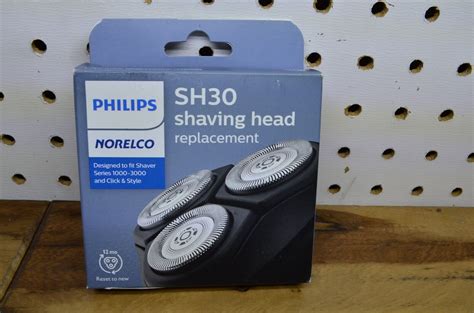 PHILIPS
NORELCO
Designed to fit Shaver
Series 1000-3000
and Click & Style
SH30
shaving head
replacement
12 mo
Reset to new